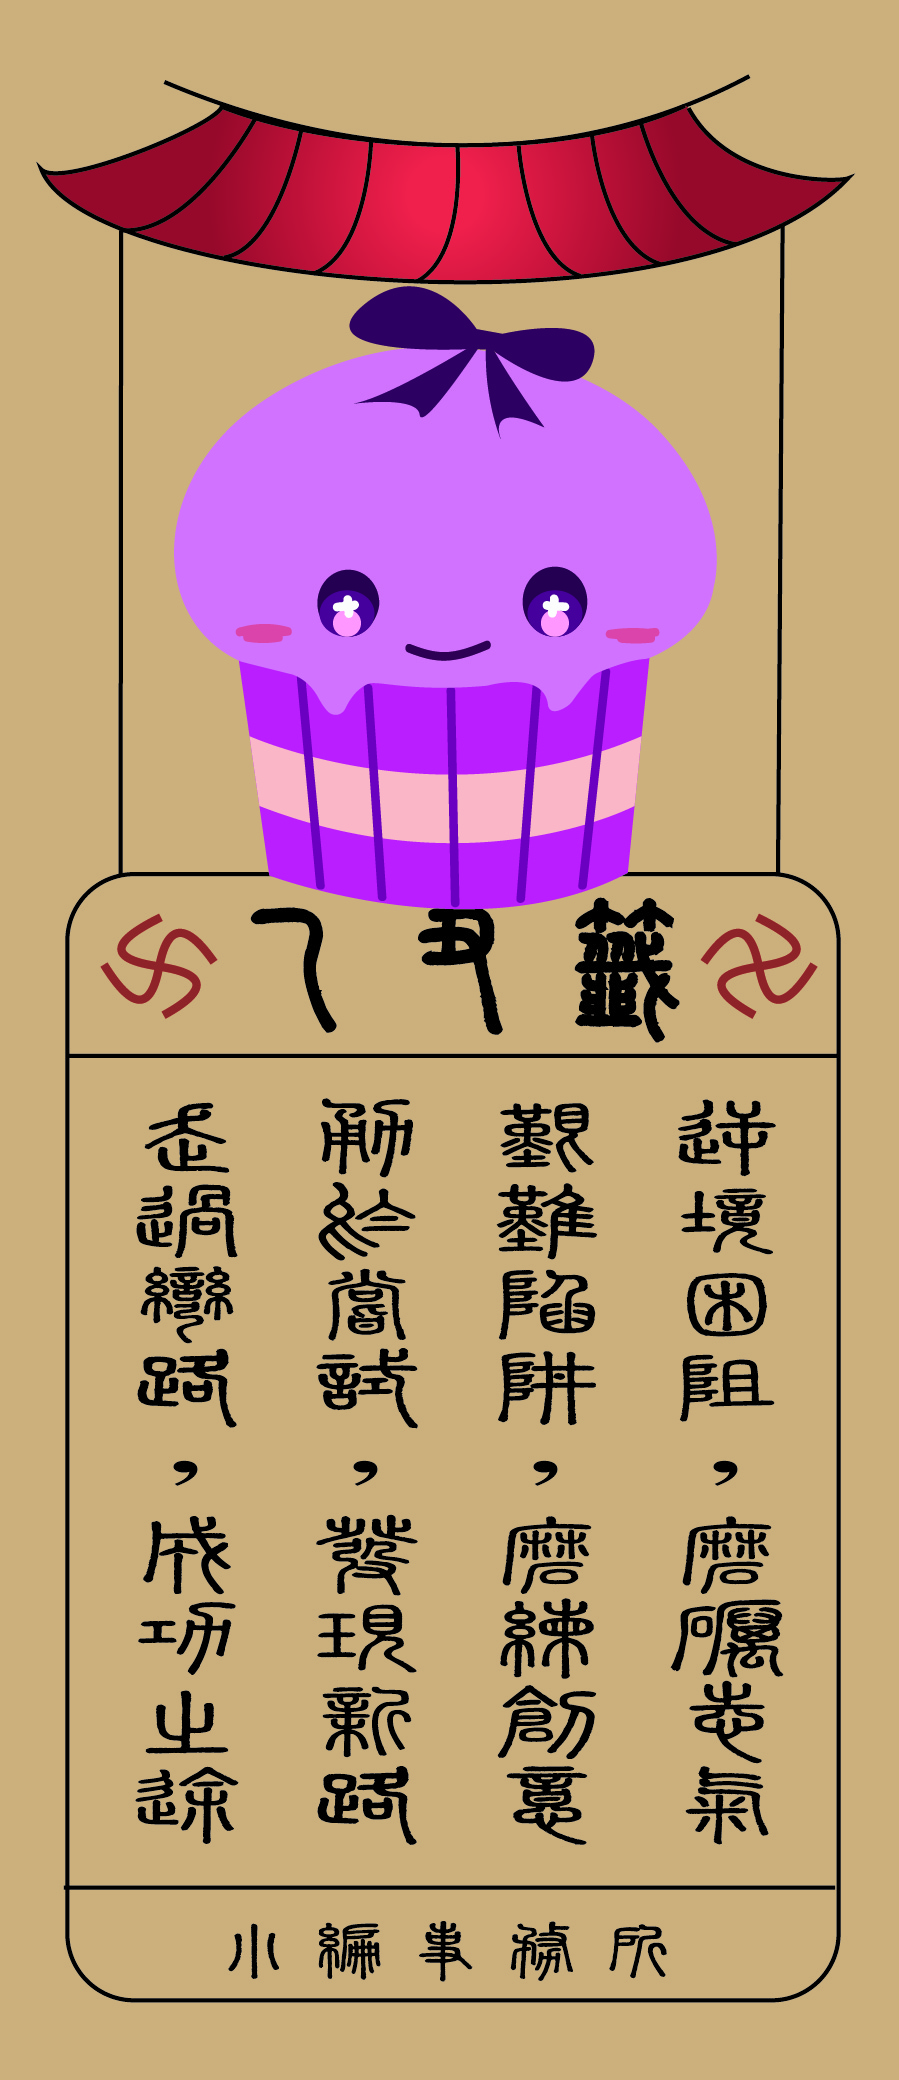 乙丑籤
逆境困阻，磨礪志氣
艱難陷阱，磨練創意
勇於嘗試，發現新路
走過彎路，成功之途
小編事務所